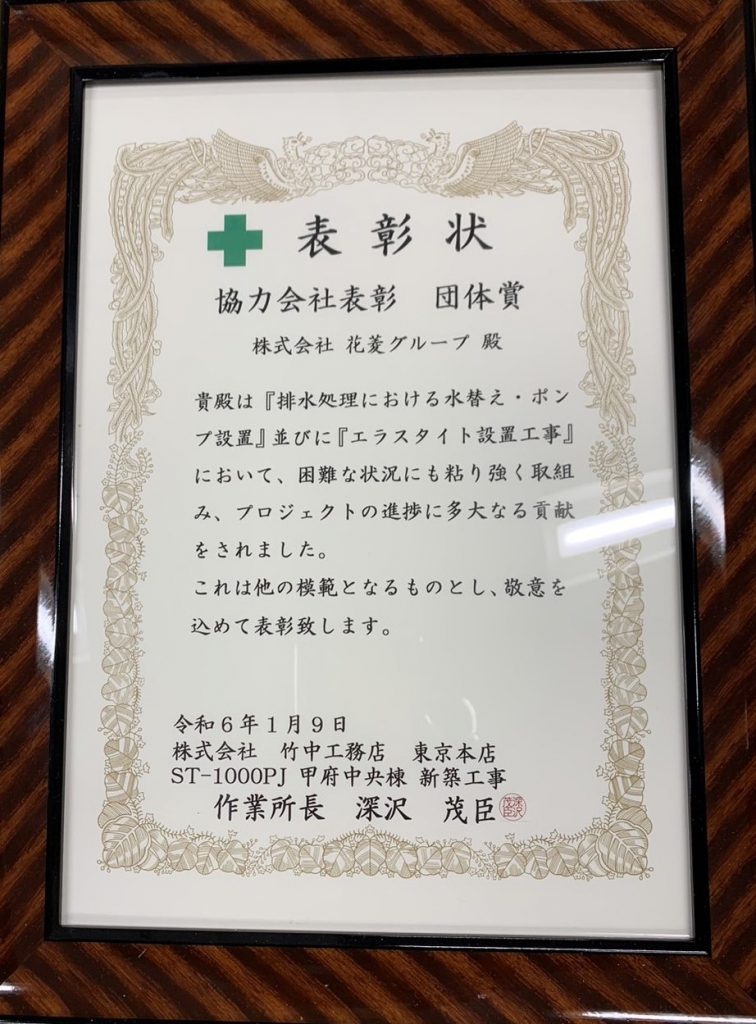 表彰状
協力会社表彰 団体賞
株式会社 花菱グループ 殿
貴殿は『排水処理における水替え・ポン
プ設置』並びに『エラスタイト設置工事』
において、困難な状況にも粘り強く取組
み、プロジェクトの進捗に多大なる貢献
をされました。
これは他の模範となるものとし、敬意を
込めて表彰致します。
令和6年1月9日
株式会社 竹中工務店 東京本店
ST-1000PJ 甲府中央棟 新築工事
作業所長 深沢 茂臣
深沢茂臣